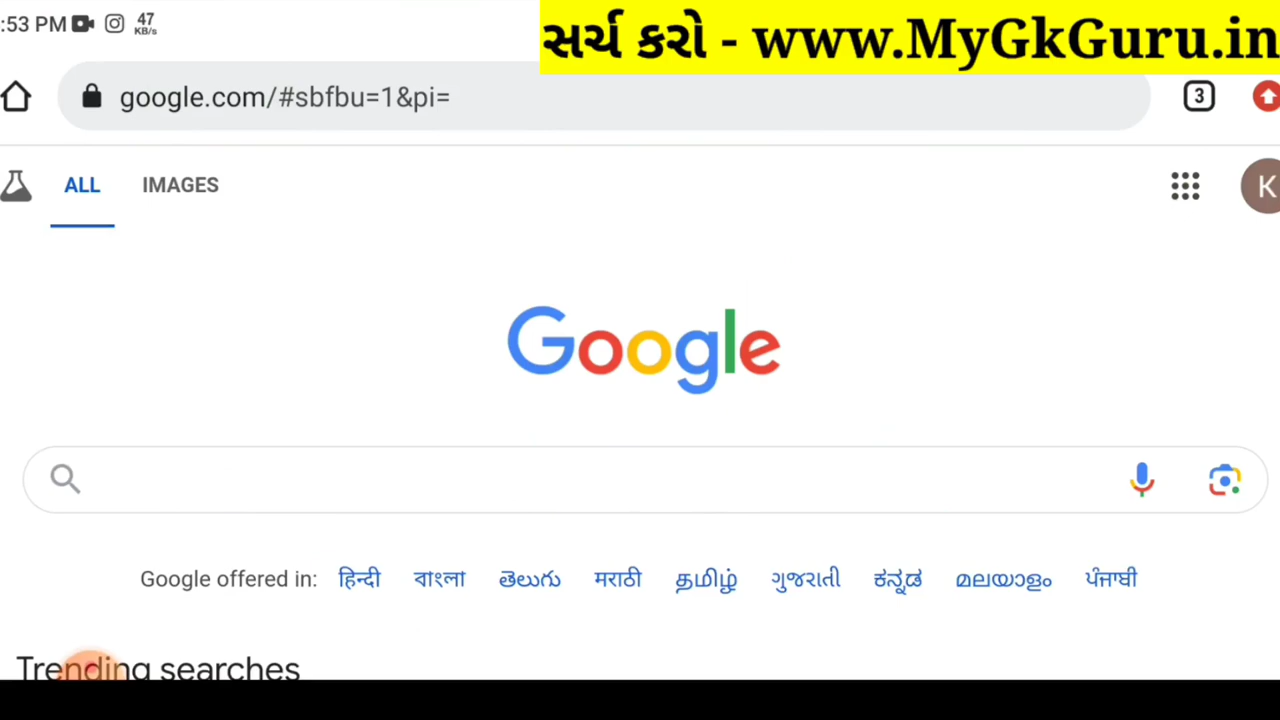 :53 PM 47 KB/s
સર્ચ કરો - www.MyGkGuru.in
google.com/#sbfbu=1&pi=
3
ALL IMAGES
K
Google
Google offered in: हिन्दी বাংলা తెలుగు मराठी தமிழ் ગુજરાતી ಕನ್ನಡ മലയാളം ਪੰਜਾਬੀ
Trending searches